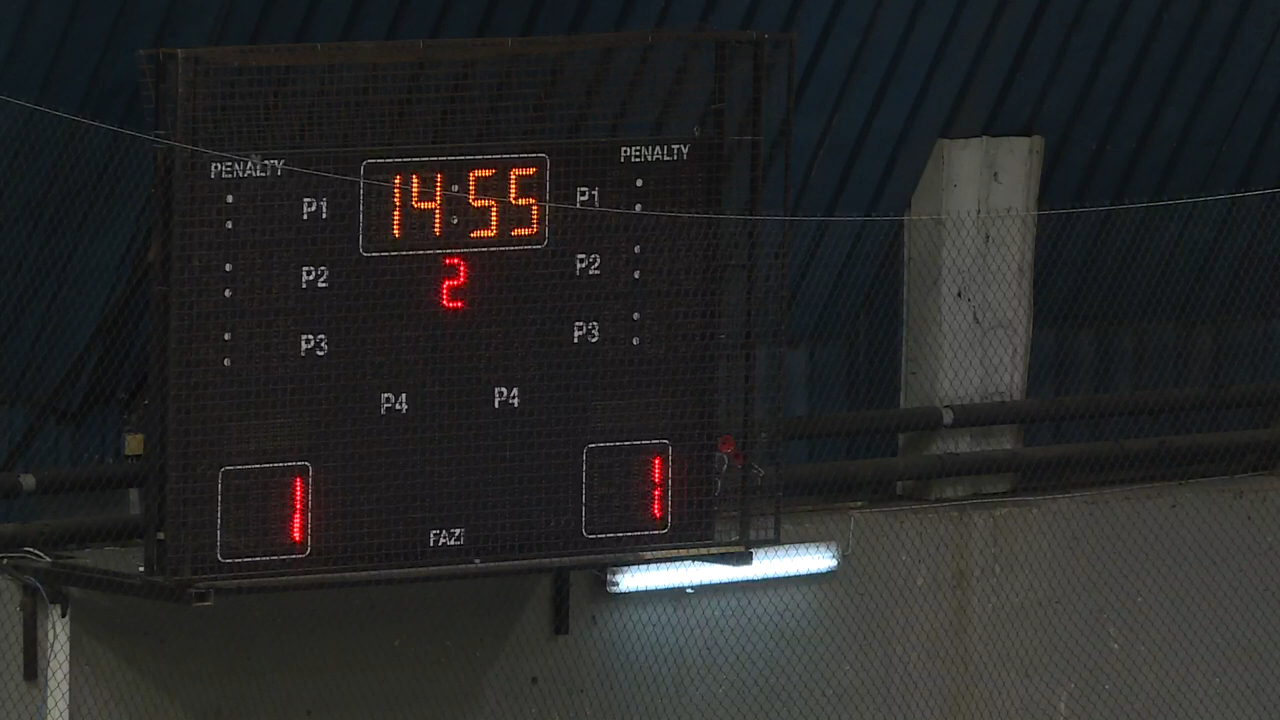 PENALTY 14:55 PENALTY
P1 P1
2
P2 P2
P3 P3
P4 P4
1 1
FAZI